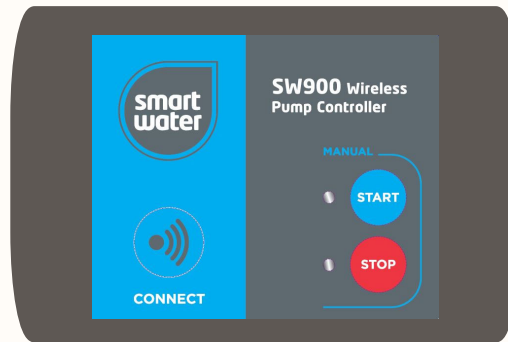 smart
water
SW900 Wireless
Pump Controller
MANUAL
START
STOP
CONNECT